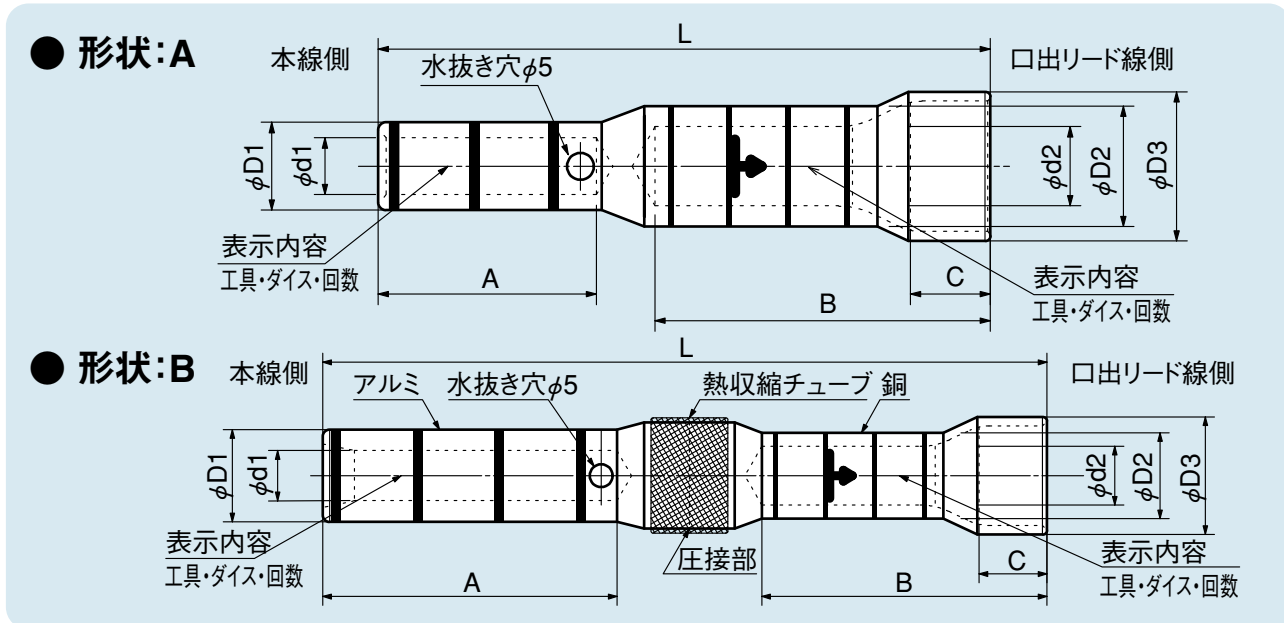 ● 形状:A
L
本線側
水抜き穴φ5
口出リード線側
φD1
φd1
φd2
φD2
φD3
表示内容
工具・ダイス・回数
A
B
C
表示内容
工具・ダイス・回数
● 形状:B
L
本線側
アルミ
水抜き穴φ5
熱収縮チューブ
銅
口出リード線側
φD1
φd1
φd2
φD2
φD3
表示内容
工具・ダイス・回数
圧接部
A
B
C
表示内容
工具・ダイス・回数